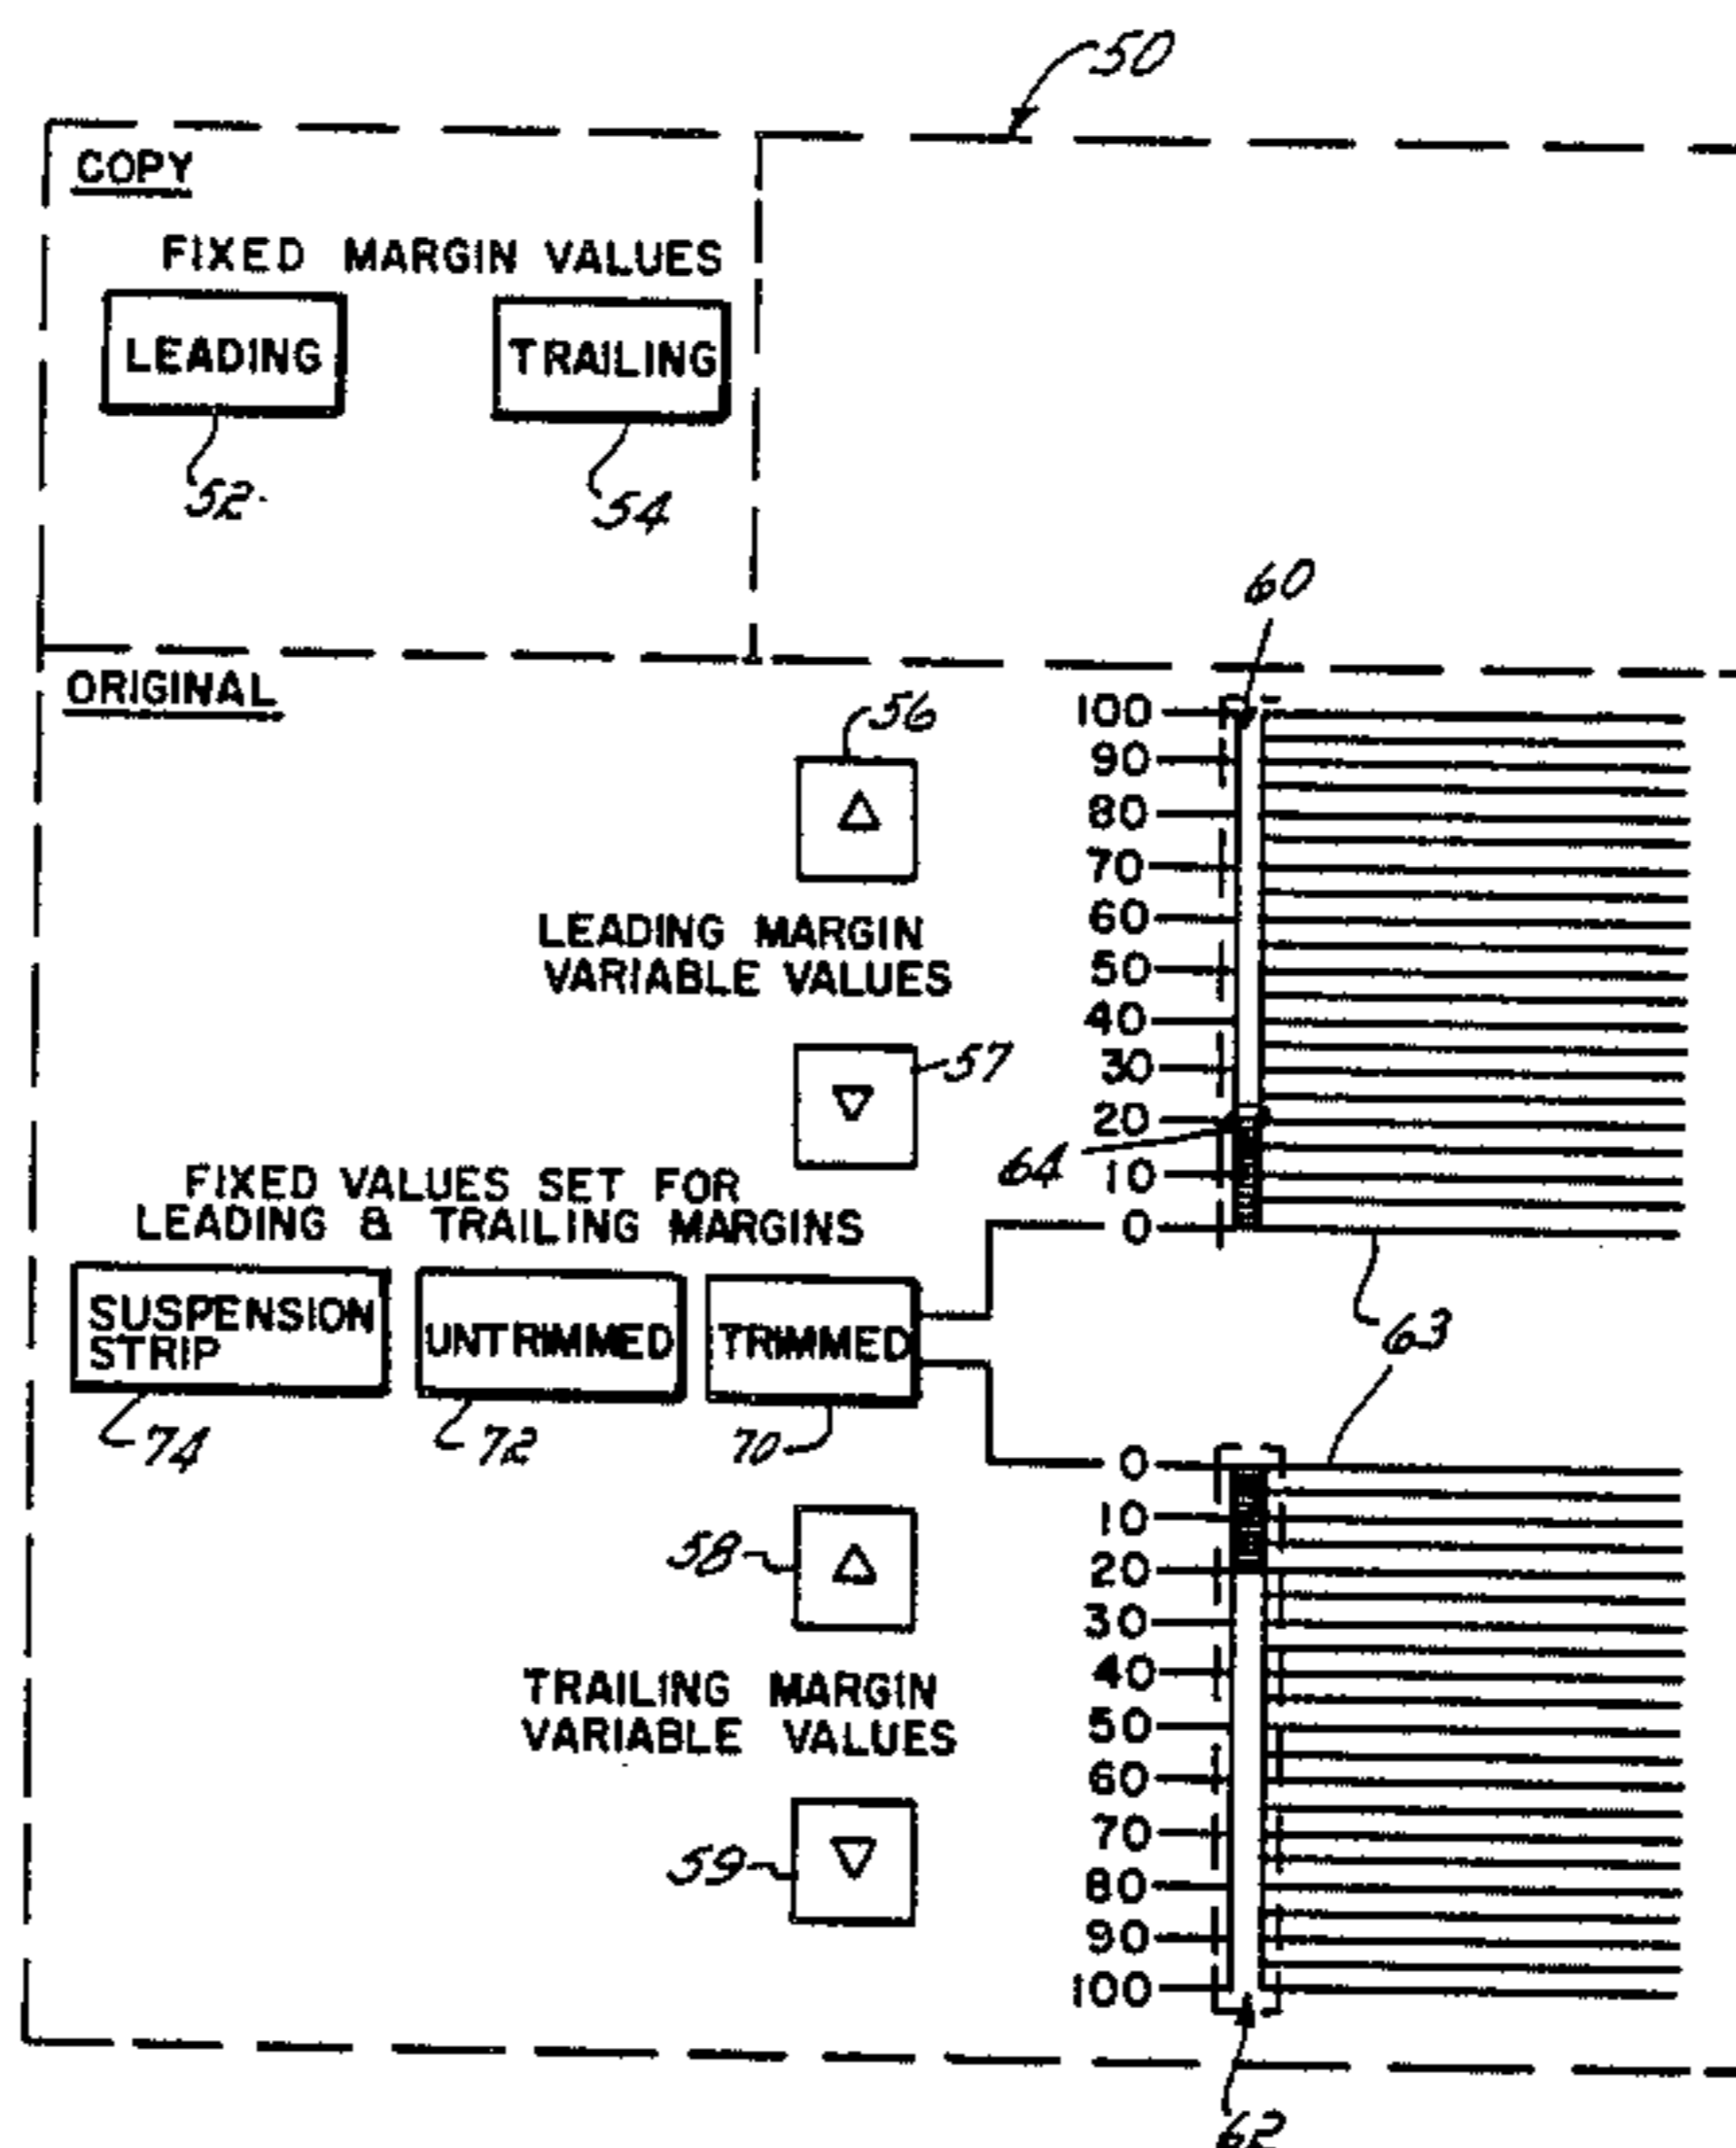 50
COPY
FIXED MARGIN VALUES
LEADING
TRAILING
52
54
60
ORIGINAL
56
100
90
80
70
60
50
40
30
20
10
0
LEADING MARGIN
VARIABLE VALUES
57
64
FIXED VALUES SET FOR
LEADING & TRAILING MARGINS
SUSPENSION
STRIP
UNTRIMMED
TRIMMED
63
74
72
70
0
10
20
30
40
50
60
70
80
90
100
58
TRAILING MARGIN
VARIABLE VALUES
59
62